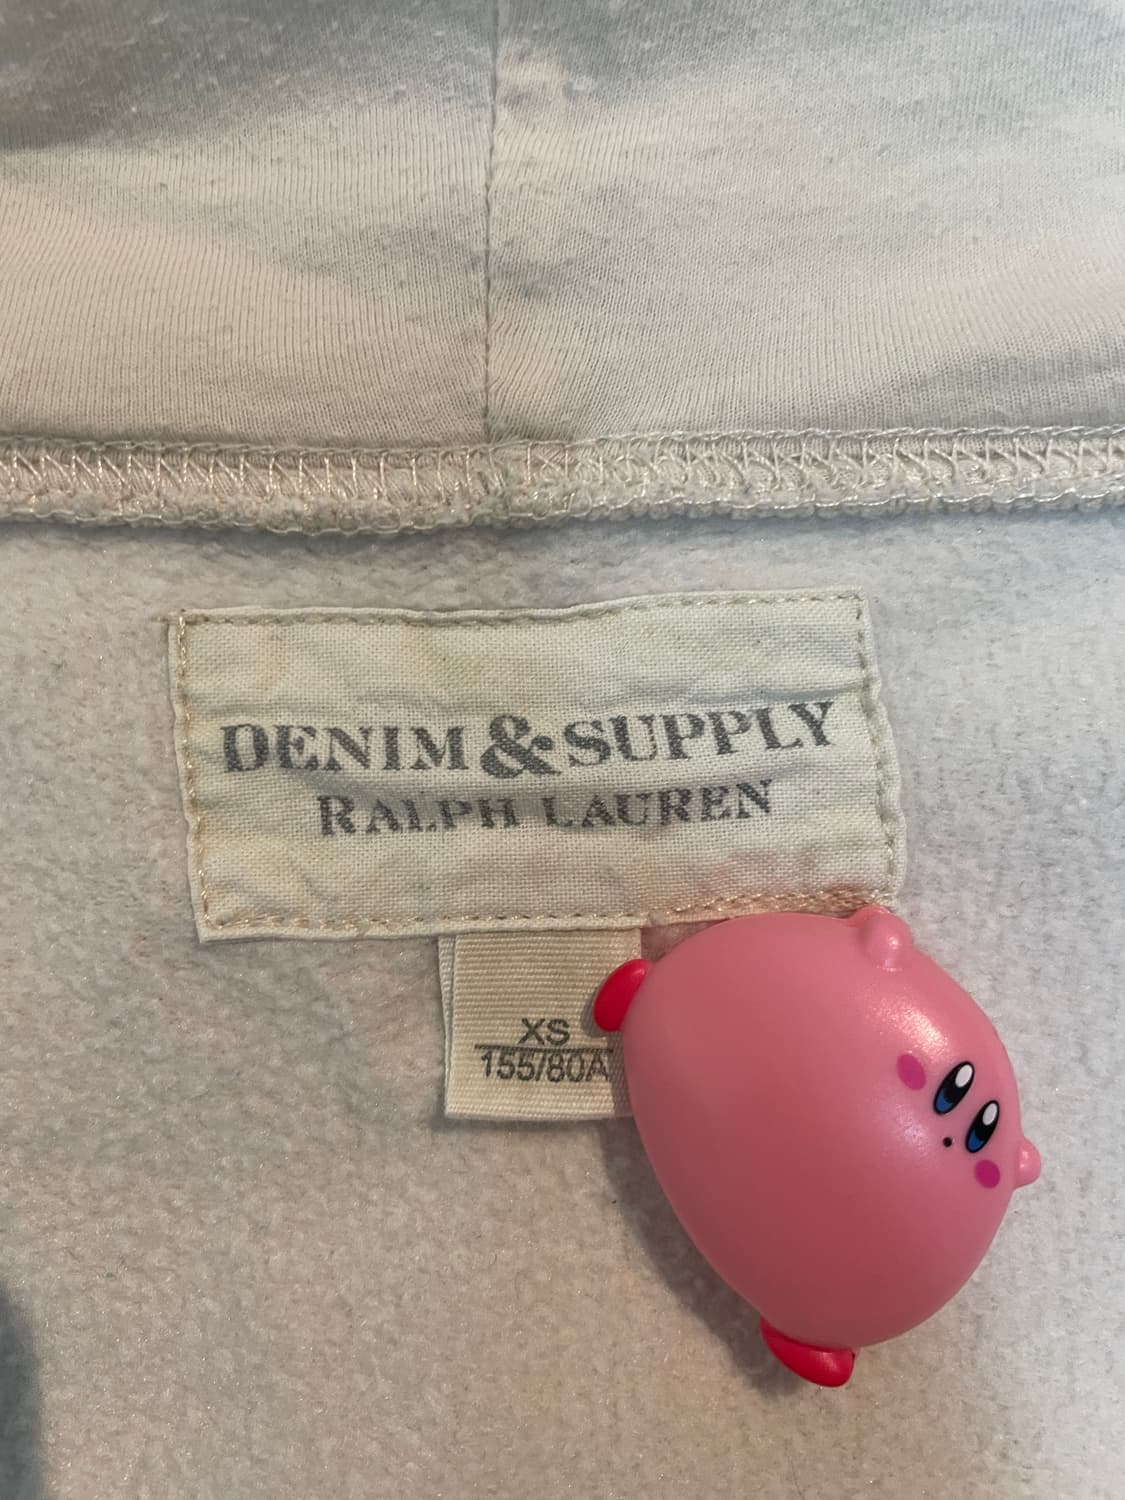 DENIM & SUPPLY
RALPH LAUREN
XS
155/80A